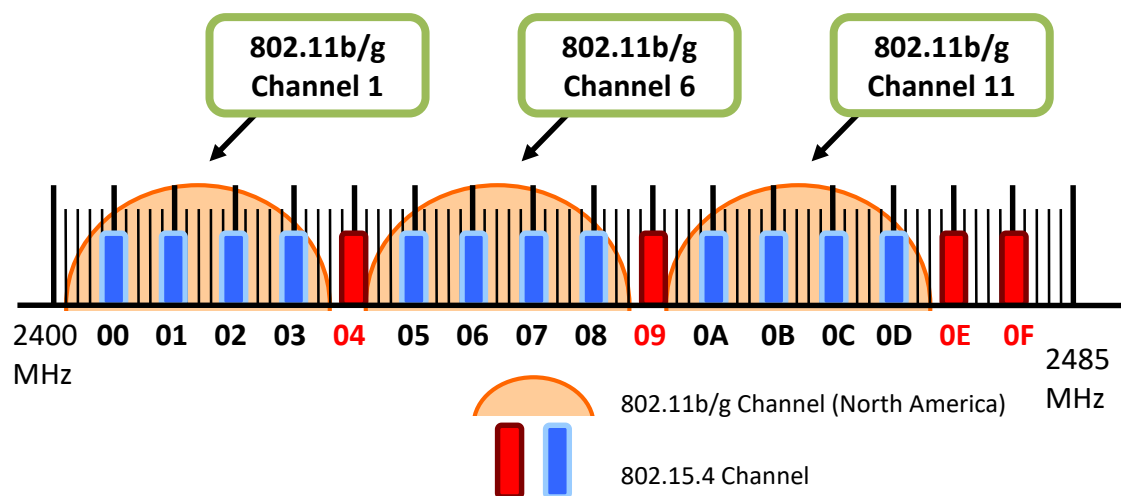 802.11b/g
Channel 1
802.11b/g
Channel 6
802.11b/g
Channel 11
2400
MHz
00 01 02 03 04 05 06 07 08 09 0A 0B 0C 0D 0E 0F
2485
MHz
802.11b/g Channel (North America)
802.15.4 Channel